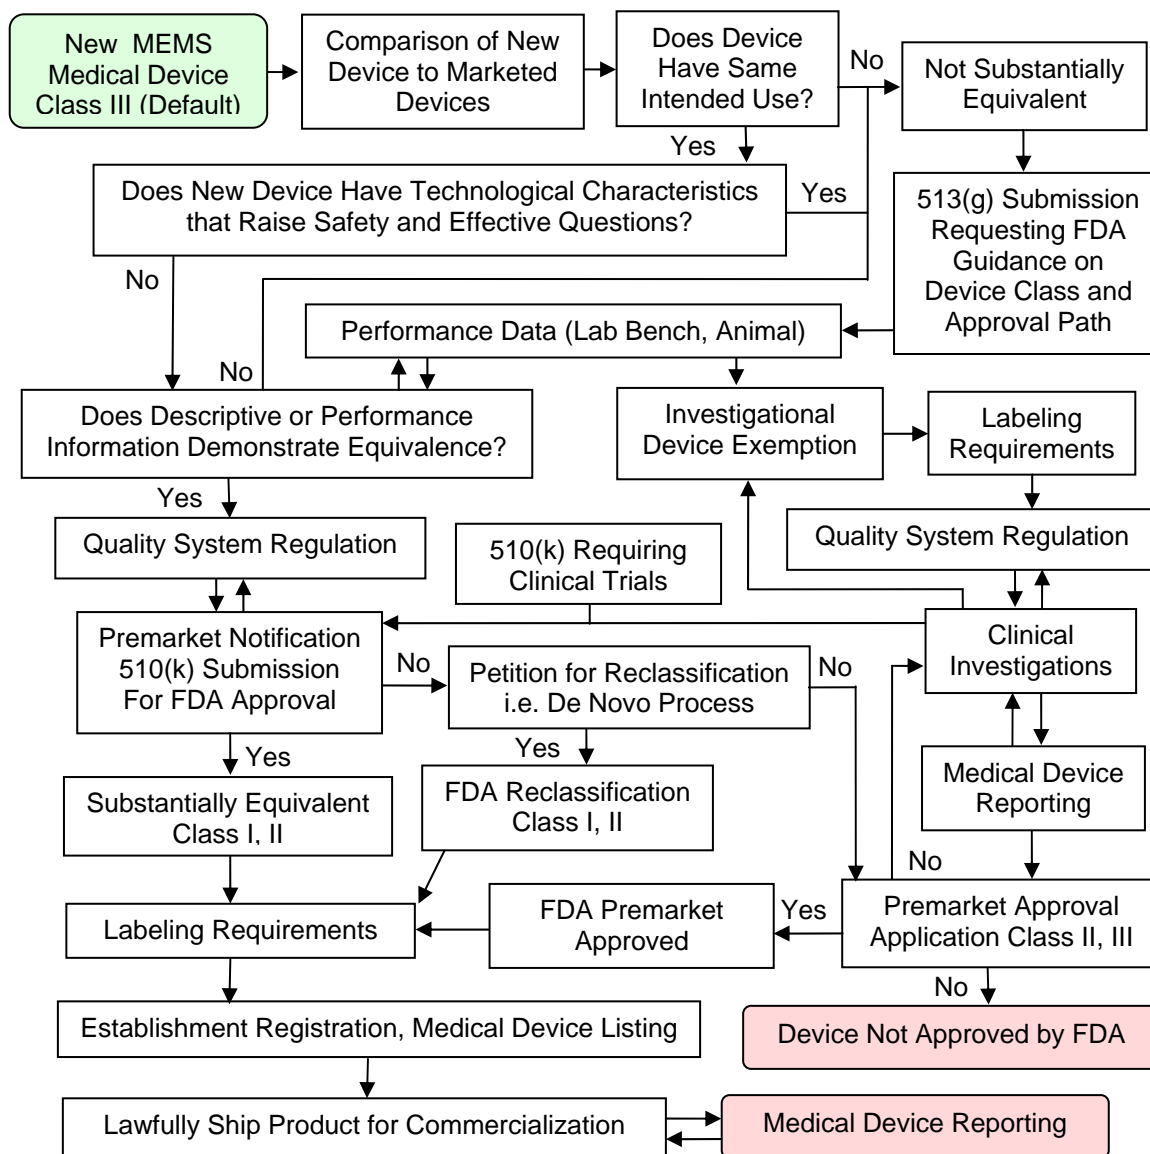 New MEMS
Medical Device
Class III (Default)
Comparison of New
Device to Marketed
Devices
Does Device
Have Same
Intended Use?
No
Not Substantially
Equivalent
Yes
Does New Device Have Technological Characteristics
that Raise Safety and Effective Questions?
Yes
513(g) Submission
Requesting FDA
Guidance on
Device Class and
Approval Path
No
Performance Data (Lab Bench, Animal)
No
Does Descriptive or Performance
Information Demonstrate Equivalence?
Investigational
Device Exemption
Labeling
Requirements
Yes
Quality System Regulation
510(k) Requiring
Clinical Trials
Quality System Regulation
Premarket Notification
510(k) Submission
For FDA Approval
No
Petition for Reclassification
i.e. De Novo Process
No
Clinical
Investigations
Yes
Yes
Substantially Equivalent
Class I, II
FDA Reclassification
Class I, II
Medical Device
Reporting
No
Labeling Requirements
FDA Premarket
Approved
Yes
Premarket Approval
Application Class II, III
No
Establishment Registration, Medical Device Listing
Device Not Approved by FDA
Lawfully Ship Product for Commercialization
Medical Device Reporting